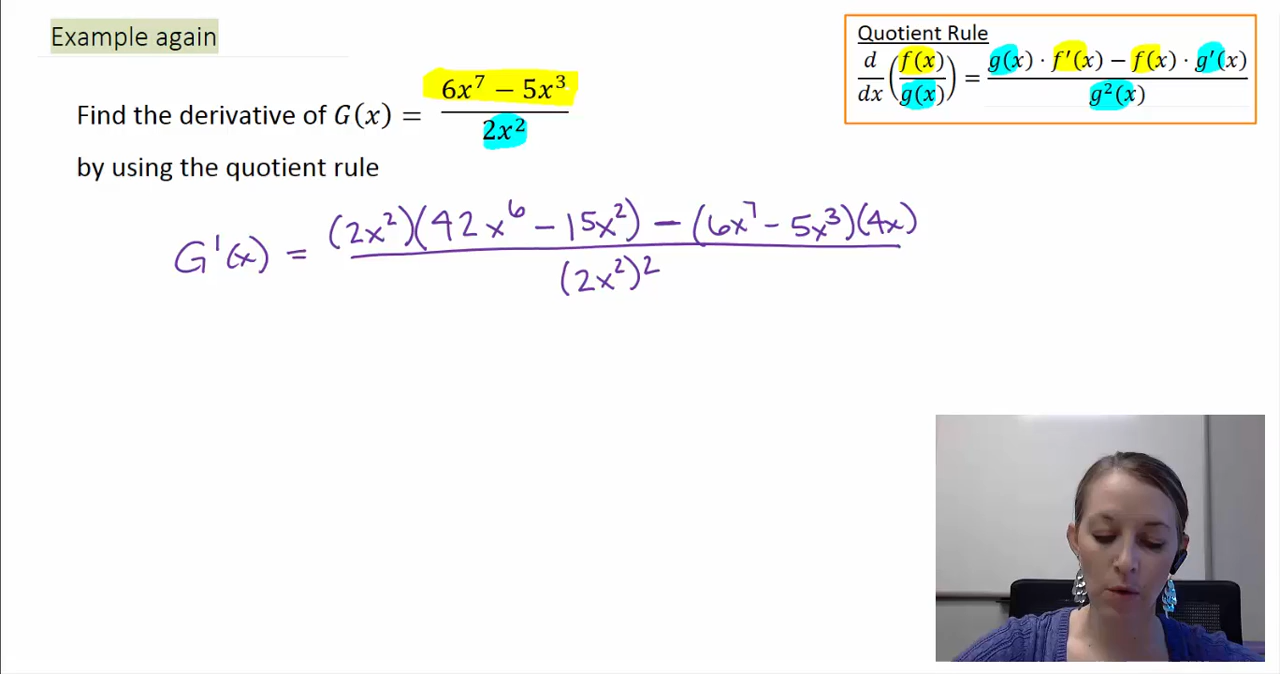 Example again
Quotient Rule
d/dx (f(x)/g(x)) = (g(x) · f′(x) − f(x) · g′(x))/g²(x)
Find the derivative of G(x) = (6x⁷ − 5x³)/(2x²)
by using the quotient rule
G'(x) = ((2x²)(42x⁶ − 15x²) − (6x⁷ − 5x³)(4x))/(2x²)²